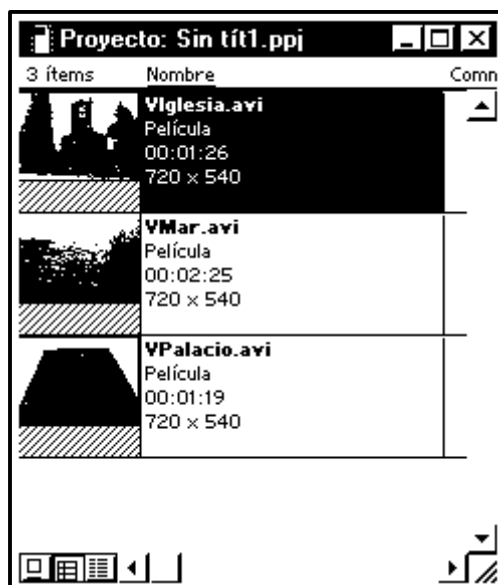 Proyecto: Sin tít1.ppj
3 ítems Nombre Comn
VIglesia.avi
Película
00:01:26
720 × 540
VMar.avi
Película
00:02:25
720 × 540
VPalacio.avi
Película
00:01:19
720 × 540